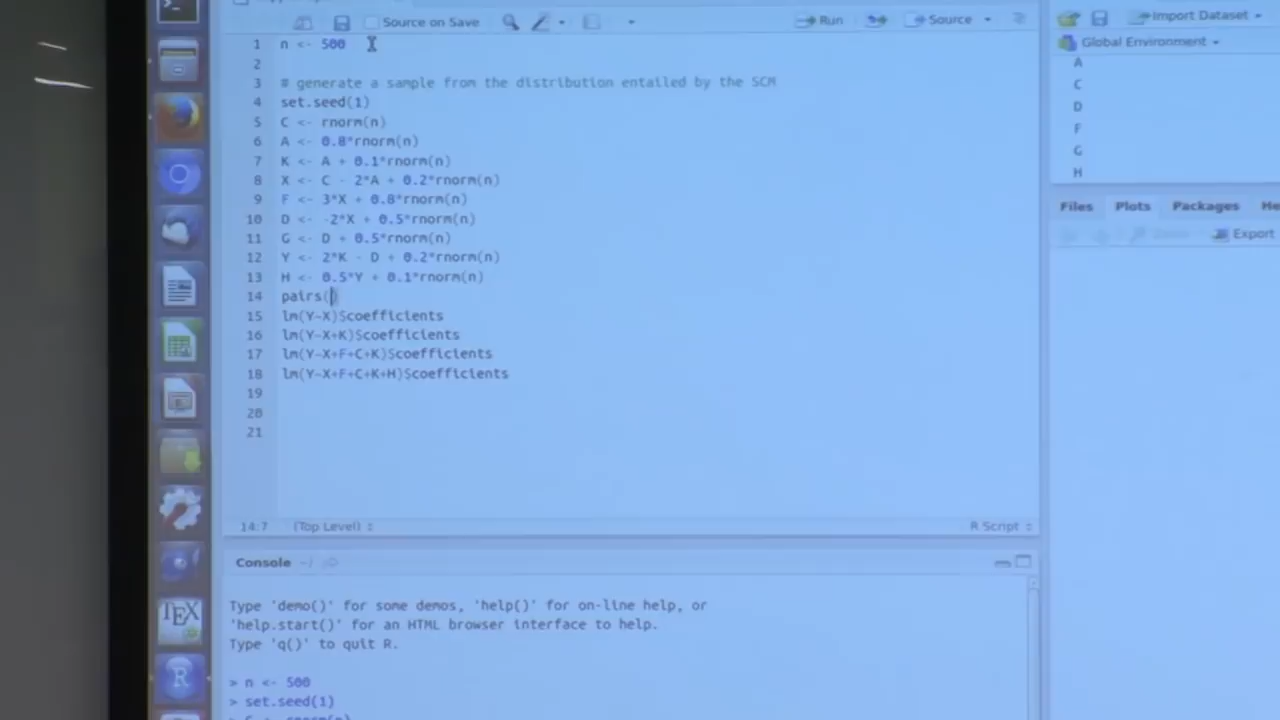 Source on Save
Run
Source
Import Dataset
Global Environment
1 n <- 500
2
3 # generate a sample from the distribution entailed by the SCM
4 set.seed(1)
5 C <- rnorm(n)
6 A <- 0.8*rnorm(n)
7 K <- A + 0.1*rnorm(n)
8 X <- C - 2*A + 0.2*rnorm(n)
9 F <- 3*X + 0.8*rnorm(n)
10 D <- -2*X + 0.5*rnorm(n)
11 G <- D + 0.5*rnorm(n)
12 Y <- 2*K - D + 0.2*rnorm(n)
13 H <- 0.5*Y + 0.1*rnorm(n)
14 pairs()
15 lm(Y~X)$coefficients
16 lm(Y~X+K)$coefficients
17 lm(Y~X+F+C+K)$coefficients
18 lm(Y~X+F+C+K+H)$coefficients
19
20
21
A
C
D
F
G
H
Files Plots Packages He
Export
14:7 (Top Level) R Script
Console ~/
Type 'demo()' for some demos, 'help()' for on-line help, or
'help.start()' for an HTML browser interface to help.
Type 'q()' to quit R.
> n <- 500
> set.seed(1)
TEX
R